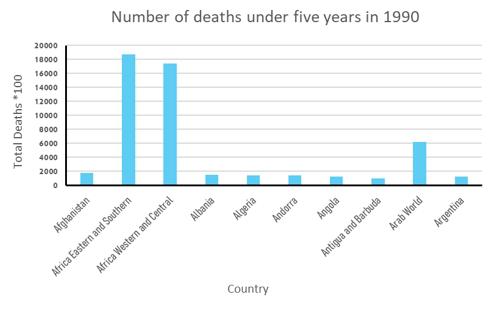 Number of deaths under five years in 1990
Total Deaths *100
20000
18000
16000
14000
12000
10000
8000
6000
4000
2000
0
Afghanistan
Africa Eastern and Southern
Africa Western and Central
Albania
Algeria
Andorra
Angola
Antigua and Barbuda
Arab World
Argentina
Country